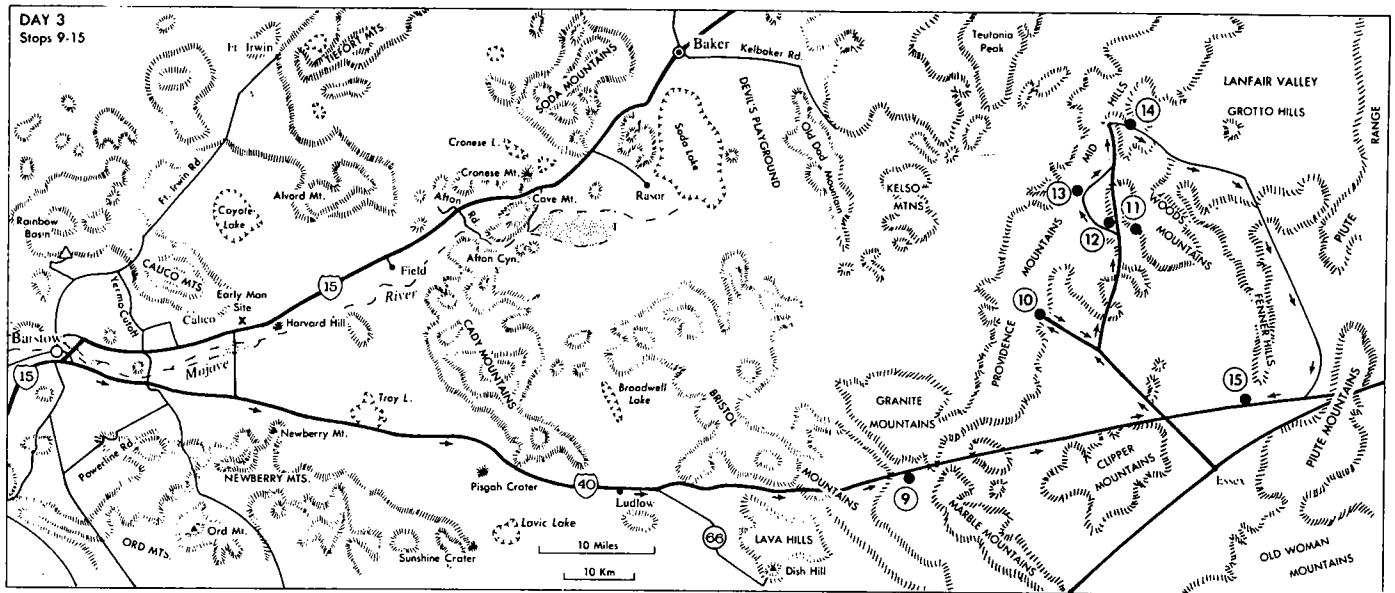 DAY 3
Stops 9-15
Ft. Irwin
TIEFORT MTS.
SODA MOUNTAINS
Baker
Kelbaker Rd.
Teutonia
Peak
LANFAIR VALLEY
GROTTO HILLS
MID
HILLS
14
RANGE
PIUTE
Ft. Irwin Rd.
Cronese L.
Cronese Mt.
Soda Lake
DEVIL'S PLAYGROUND
Old Dad
Mountain
Alvord Mt.
Afton
Rd.
Cave Mt.
Rasor
KELSO
MTNS
13
11
WOODS
MOUNTAINS
12
Rainbow
Basin
Coyote
Lake
Afton Cyn.
MOUNTAINS
CALICO MTS
Early Man
Site
Field
15
River
Yermo Cutoff
Calico
X
Harvard Hill
10
FENNER HILLS
Barstow
Mojave
CADY MOUNTAINS
PROVIDENCE
15
Troy L.
Broadwell
Lake
BRISTOL
GRANITE
MOUNTAINS
15
Newberry Mt.
Powerline Rd.
NEWBERRY MTS.
Pisgah Crater
40
Ludlow
MOUNTAINS
9
CLIPPER
MOUNTAINS
Essex
PIUTE MOUNTAINS
ORD MTS.
Ord Mt.
Lavic Lake
Sunshine Crater
10 Miles
10 Km
66
LAVA HILLS
Dish Hill
MARBLE MOUNTAINS
OLD WOMAN
MOUNTAINS